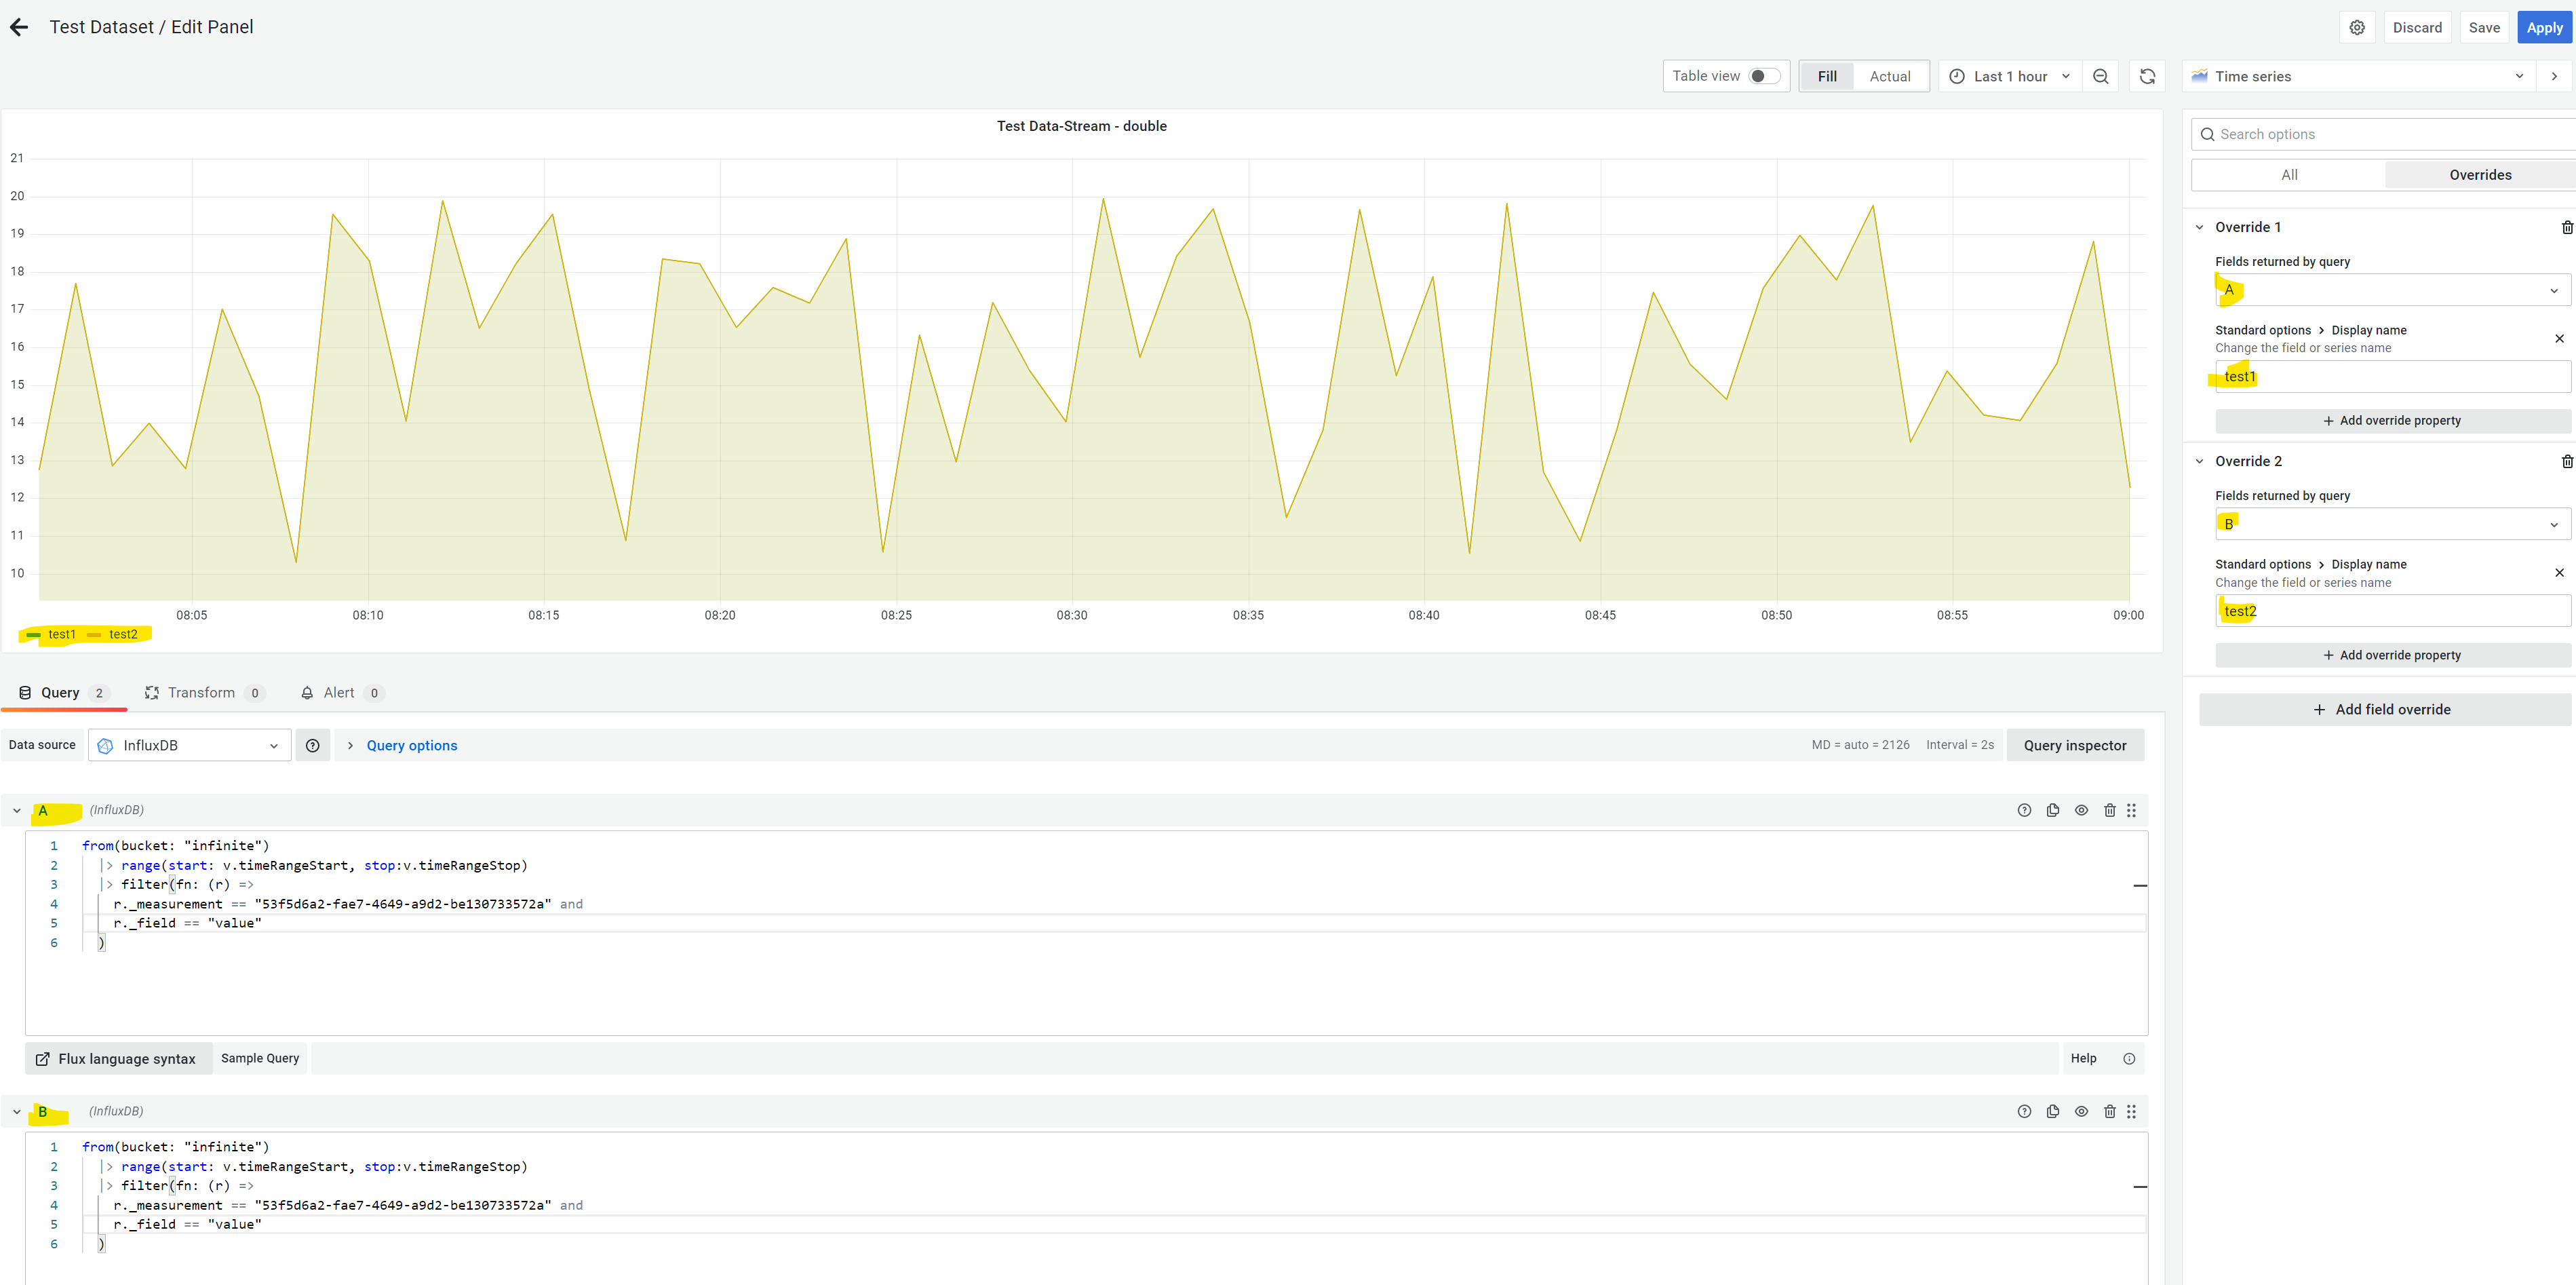 Test Dataset / Edit Panel
Discard Save Apply
Table view Fill Actual Last 1 hour Time series
Test Data-Stream - double
21
20
19
18
17
16
15
14
13
12
11
10
08:05 08:10 08:15 08:20 08:25 08:30 08:35 08:40 08:45 08:50 08:55 09:00
test1 test2
Search options
All Overrides
Override 1
Fields returned by query
A
Standard options > Display name
Change the field or series name
test1
+ Add override property
Override 2
Fields returned by query
B
Standard options > Display name
Change the field or series name
test2
+ Add override property
+ Add field override
Query 2 Transform 0 Alert 0
Data source InfluxDB > Query options MD = auto = 2126 Interval = 2s Query inspector
A (InfluxDB)
1 from(bucket: "infinite")
2 |> range(start: v.timeRangeStart, stop:v.timeRangeStop)
3 |> filter(fn: (r) =>
4 r._measurement == "53f5d6a2-fae7-4649-a9d2-be130733572a" and
5 r._field == "value"
6 )
Flux language syntax Sample Query Help
B (InfluxDB)
1 from(bucket: "infinite")
2 |> range(start: v.timeRangeStart, stop:v.timeRangeStop)
3 |> filter(fn: (r) =>
4 r._measurement == "53f5d6a2-fae7-4649-a9d2-be130733572a" and
5 r._field == "value"
6 )